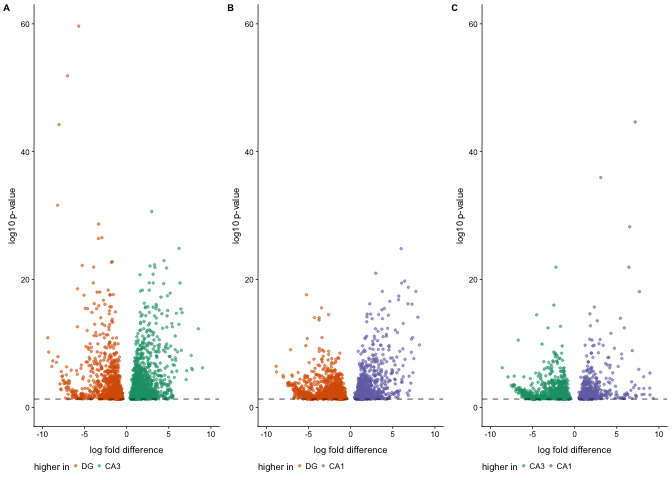 A
60
40
20
0
log10 p-value
-10 -5 0 5 10
log fold difference
higher in DG CA3
B
60
40
20
0
log10 p-value
-10 -5 0 5 10
log fold difference
higher in DG CA1
C
60
40
20
0
log10 p-value
-10 -5 0 5 10
log fold difference
higher in CA3 CA1